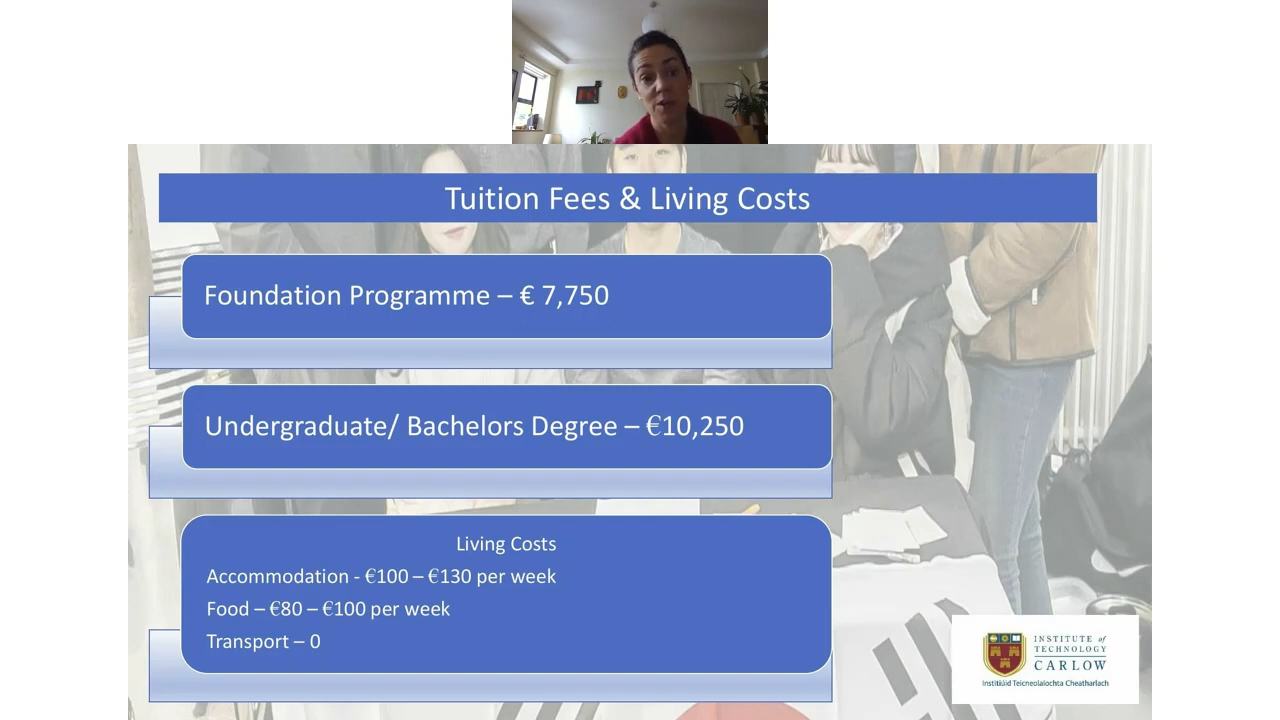 Tuition Fees & Living Costs
Foundation Programme – € 7,750
Undergraduate/ Bachelors Degree – €10,250
Living Costs
Accommodation - €100 – €130 per week
Food – €80 – €100 per week
Transport – 0
INSTITUTE of
TECHNOLOGY
CARLOW
Institiúid Teicneolaíochta Cheatharlach